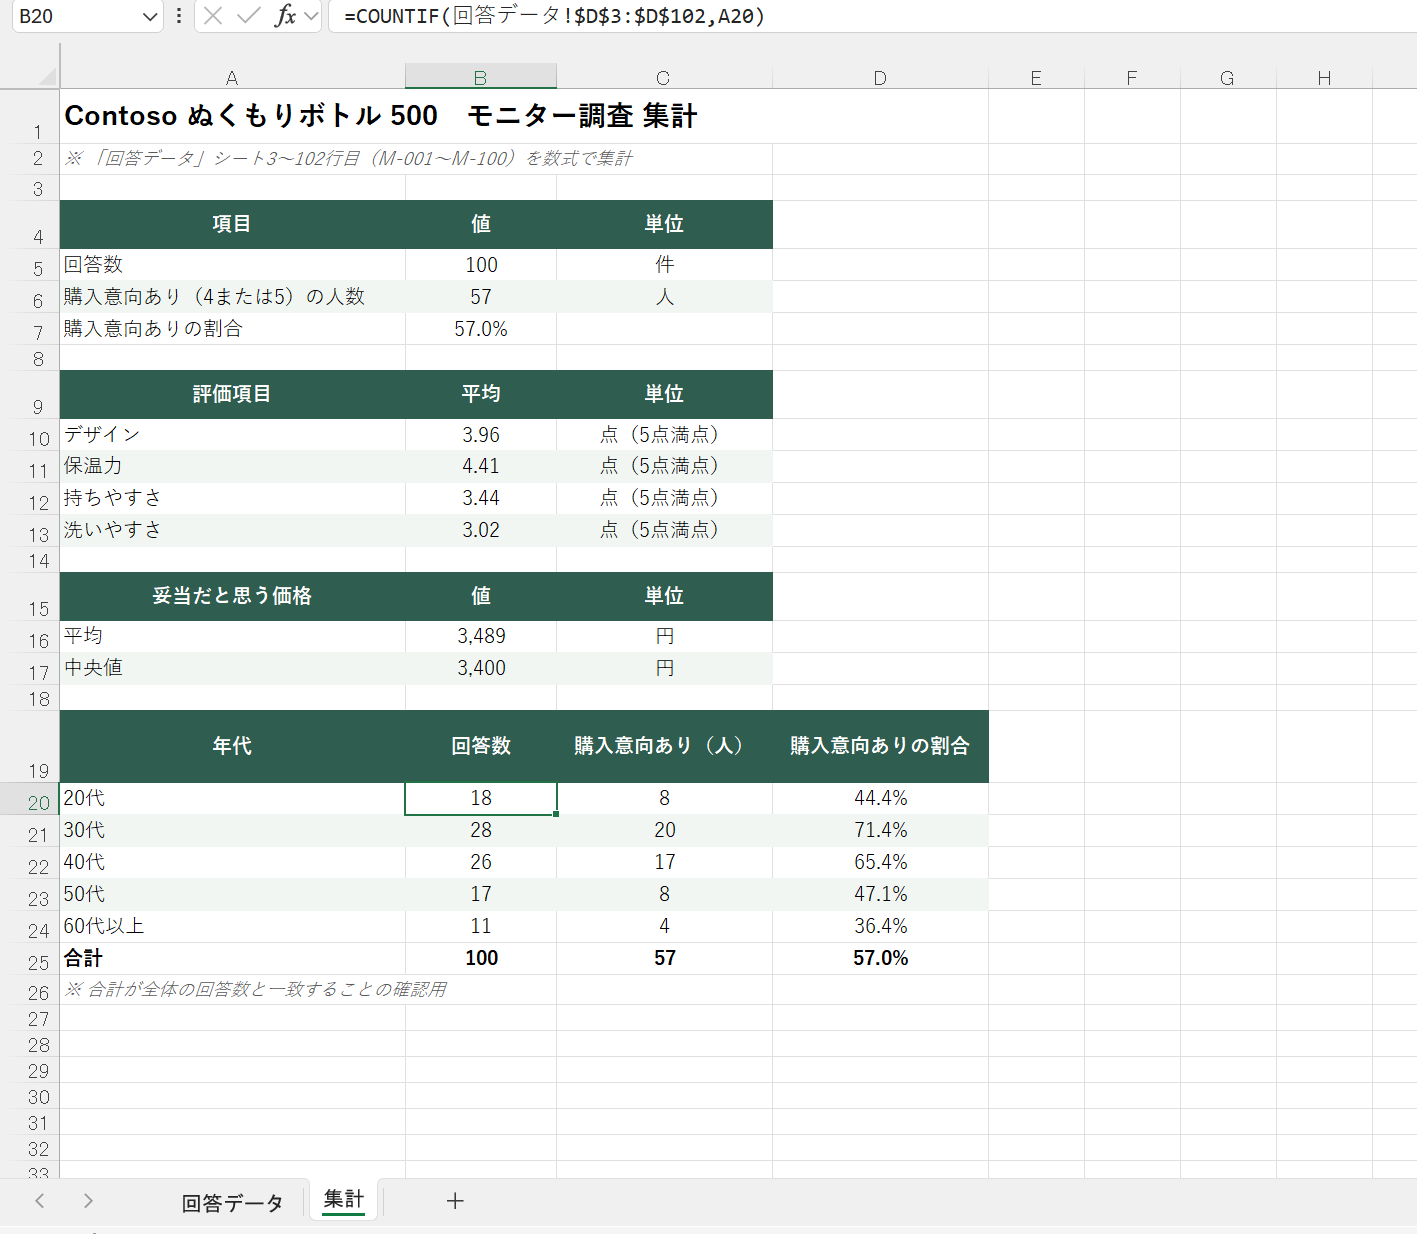 B20 fx =COUNTIF(回答データ!$D$3:$D$102,A20)
A B C D E F G H
1 Contoso ぬくもりボトル 500　モニター調査 集計
2 ※ 「回答データ」シート3～102行目（M-001～M-100）を数式で集計
3
4 項目 値 単位
5 回答数 100 件
6 購入意向あり（4または5）の人数 57 人
7 購入意向ありの割合 57.0%
8
9 評価項目 平均 単位
10 デザイン 3.96 点（5点満点）
11 保温力 4.41 点（5点満点）
12 持ちやすさ 3.44 点（5点満点）
13 洗いやすさ 3.02 点（5点満点）
14
15 妥当だと思う価格 値 単位
16 平均 3,489 円
17 中央値 3,400 円
18
19 年代 回答数 購入意向あり（人） 購入意向ありの割合
20 20代 18 8 44.4%
21 30代 28 20 71.4%
22 40代 26 17 65.4%
23 50代 17 8 47.1%
24 60代以上 11 4 36.4%
25 合計 100 57 57.0%
26 ※ 合計が全体の回答数と一致することの確認用
27
28
29
30
31
32
33
回答データ 集計